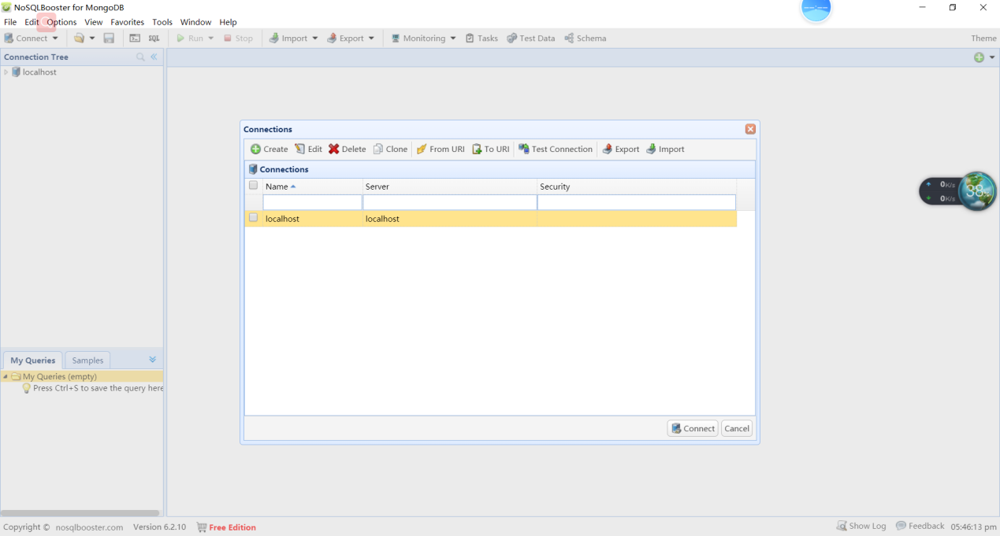 NoSQLBooster for MongoDB
File Edit Options View Favorites Tools Window Help
Connect SQL Run Stop Import Export Monitoring Tasks Test Data Schema Theme
Connection Tree
localhost
Connections
Create Edit Delete Clone From URI To URI Test Connection Export Import
Connections
Name Server Security
localhost localhost
0K/s
38%
0K/s
Connect Cancel
My Queries Samples
My Queries (empty)
Press Ctrl+S to save the query here
Copyright © nosqlbooster.com Version 6.2.10 Free Edition Show Log Feedback 05:46:13 pm